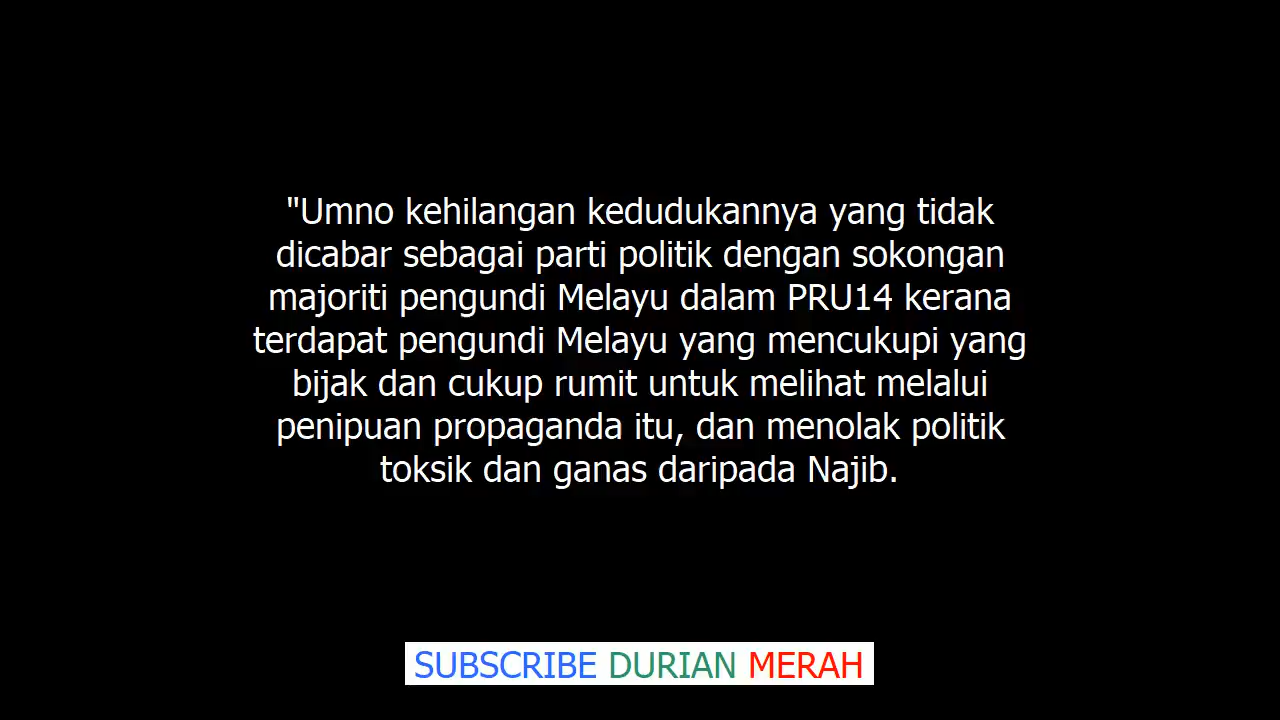 "Umno kehilangan kedudukannya yang tidak
dicabar sebagai parti politik dengan sokongan
majoriti pengundi Melayu dalam PRU14 kerana
terdapat pengundi Melayu yang mencukupi yang
bijak dan cukup rumit untuk melihat melalui
penipuan propaganda itu, dan menolak politik
toksik dan ganas daripada Najib.
SUBSCRIBE DURIAN MERAH